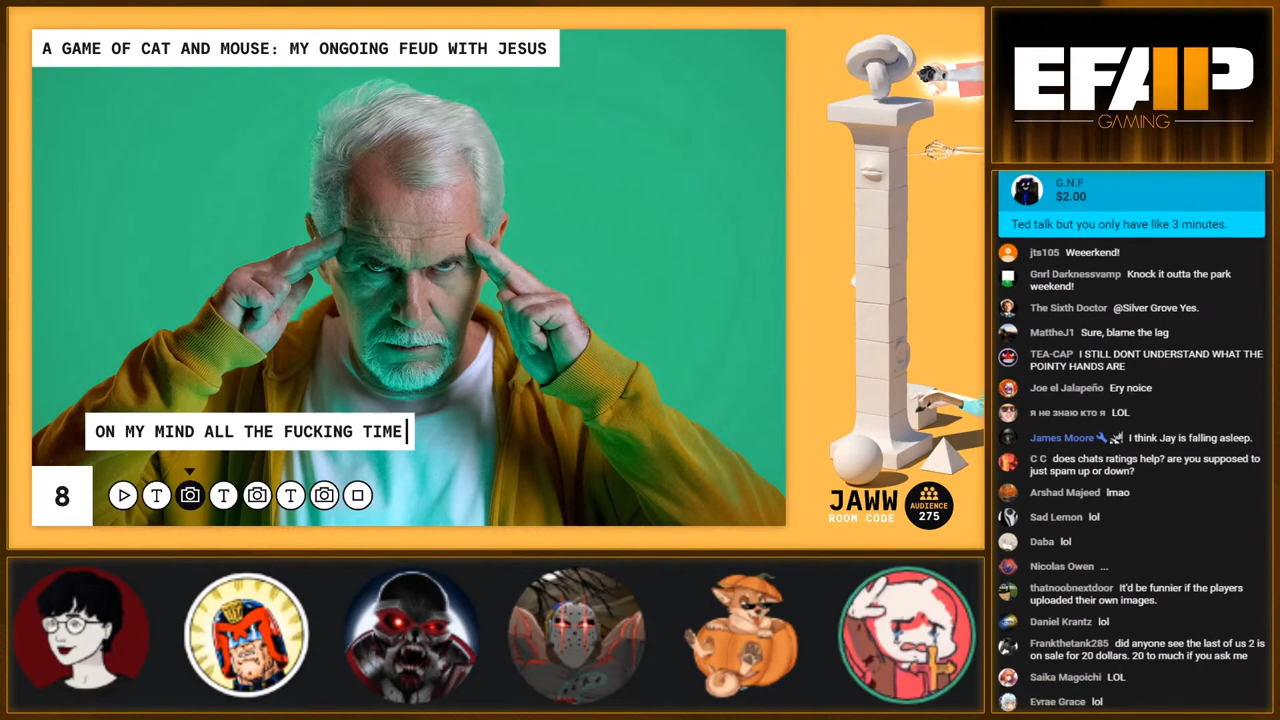 A GAME OF CAT AND MOUSE: MY ONGOING FEUD WITH JESUS
ON MY MIND ALL THE FUCKING TIME
8
T
T
T
JAWW
ROOM CODE
AUDIENCE
275
EFAP
GAMING
G.N.F
$2.00
Ted talk but you only have like 3 minutes.
jts105 Weeerkend!
Gnrl Darknessvamp Knock it outta the park
weekend!
The Sixth Doctor @Silver Grove Yes.
MattheJ1 Sure, blame the lag
TEA-CAP I STILL DONT UNDERSTAND WHAT THE
POINTY HANDS ARE
Joe el Jalapeño Ery noice
я не знаю кто я LOL
James Moore I think Jay is falling asleep.
C C does chats ratings help? are you supposed to
just spam up or down?
Arshad Majeed lmao
Sad Lemon lol
Daba lol
Nicolas Owen ...
thatnoobnextdoor It'd be funnier if the players
uploaded their own images.
Daniel Krantz lol
Frankthetank285 did anyone see the last of us 2 is
on sale for 20 dollars. 20 to much if you ask me
Saika Magoichi LOL
Evrae Grace lol